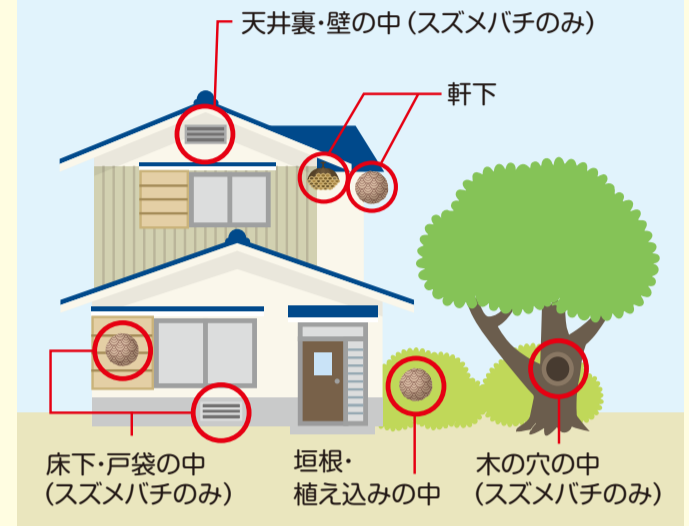 天井裏・壁の中（スズメバチのみ）
軒下
床下・戸袋の中
（スズメバチのみ）
垣根・
植え込みの中
木の穴の中
（スズメバチのみ）